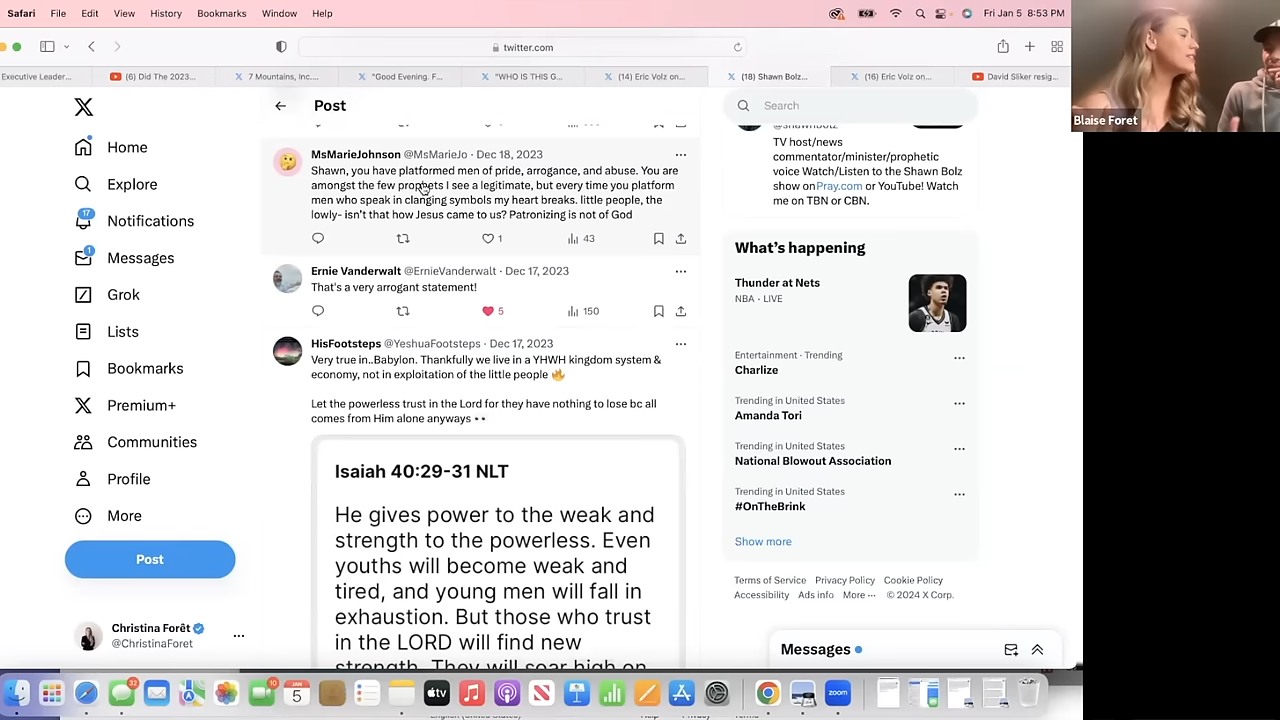 Safari File Edit View History Bookmarks Window Help
Fri Jan 5 8:53 PM
twitter.com
Executive Leader...
(6) Did The 2023...
7 Mountains, Inc....
"Good Evening. F...
"WHO IS THIS G...
(14) Eric Volz on...
(18) Shawn Bolz...
(16) Eric Volz on...
David Sliker resig...
Blaise Foret
Home
Explore
17
Notifications
1
Messages
Grok
Lists
Bookmarks
Premium+
Communities
Profile
More
Post
Christina Forêt
@ChristinaForet
Post
MsMarieJohnson @MsMarieJo · Dec 18, 2023
Shawn, you have platformed men of pride, arrogance, and abuse. You are
amongst the few prophets I see a legitimate, but every time you platform
men who speak in clanging symbols my heart breaks. little people, the
lowly- isn't that how Jesus came to us? Patronizing is not of God
1 43
Ernie Vanderwalt @ErnieVanderwalt · Dec 17, 2023
That's a very arrogant statement!
5 150
HisFootsteps @YeshuaFootsteps · Dec 17, 2023
Very true in..Babylon. Thankfully we live in a YHWH kingdom system &
economy, not in exploitation of the little people 🔥
Let the powerless trust in the Lord for they have nothing to lose bc all
comes from Him alone anyways 👀
Isaiah 40:29-31 NLT
He gives power to the weak and
strength to the powerless. Even
youths will become weak and
tired, and young men will fall in
exhaustion. But those who trust
in the LORD will find new
strength. They will soar high on
Search
@shawnbolz
TV host/news
commentator/minister/prophetic
voice Watch/Listen to the Shawn Bolz
show onPray.com or YouTube! Watch
me on TBN or CBN.
What's happening
Thunder at Nets
NBA · LIVE
Entertainment · Trending
Charlize
Trending in United States
Amanda Tori
Trending in United States
National Blowout Association
Trending in United States
#OnTheBrink
Show more
Terms of Service Privacy Policy Cookie Policy
Accessibility Ads info More ··· © 2024 X Corp.
Messages
32
10
JAN
5
tv
zoom